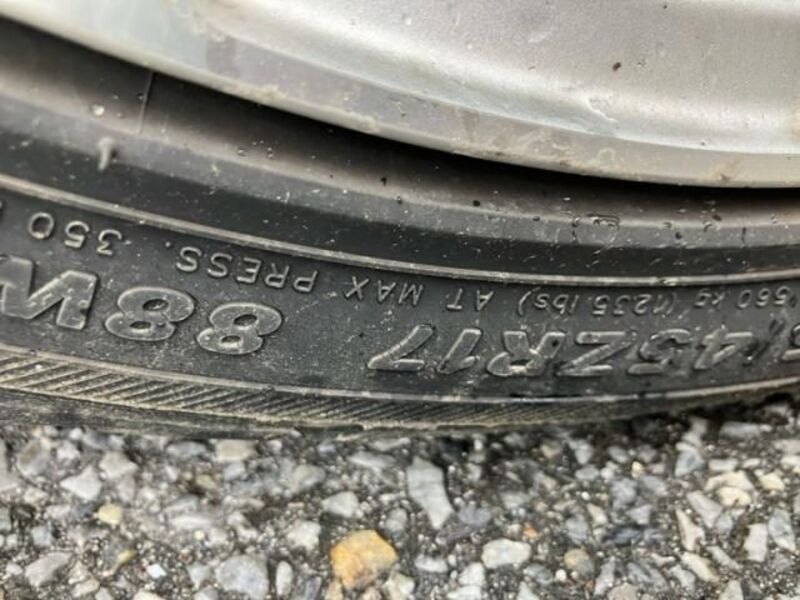 560 kg (1235 lbs) AT MAX PRESS. 350
/45ZR17 88W